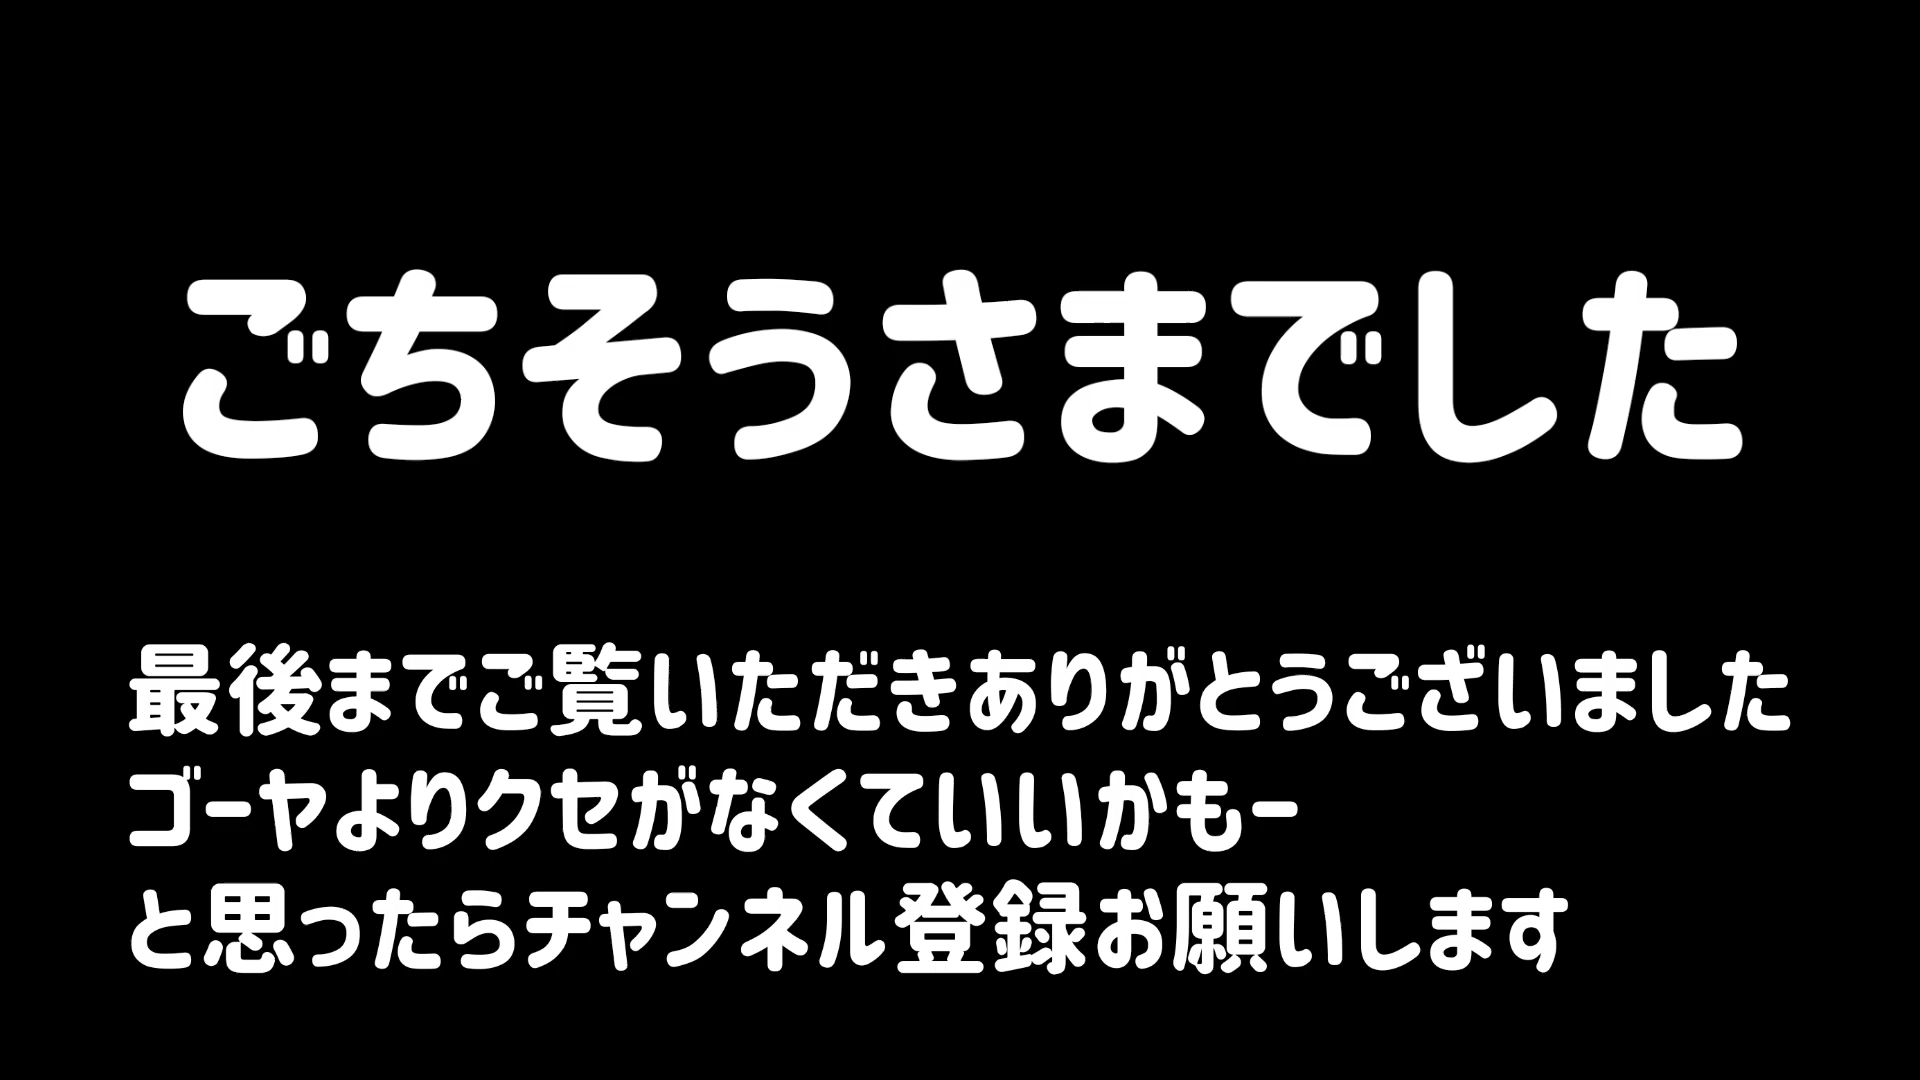 ごちそうさまでした
最後までご覧いただきありがとうございました
ゴーヤよりクセがなくていいかもー
と思ったらチャンネル登録お願いします